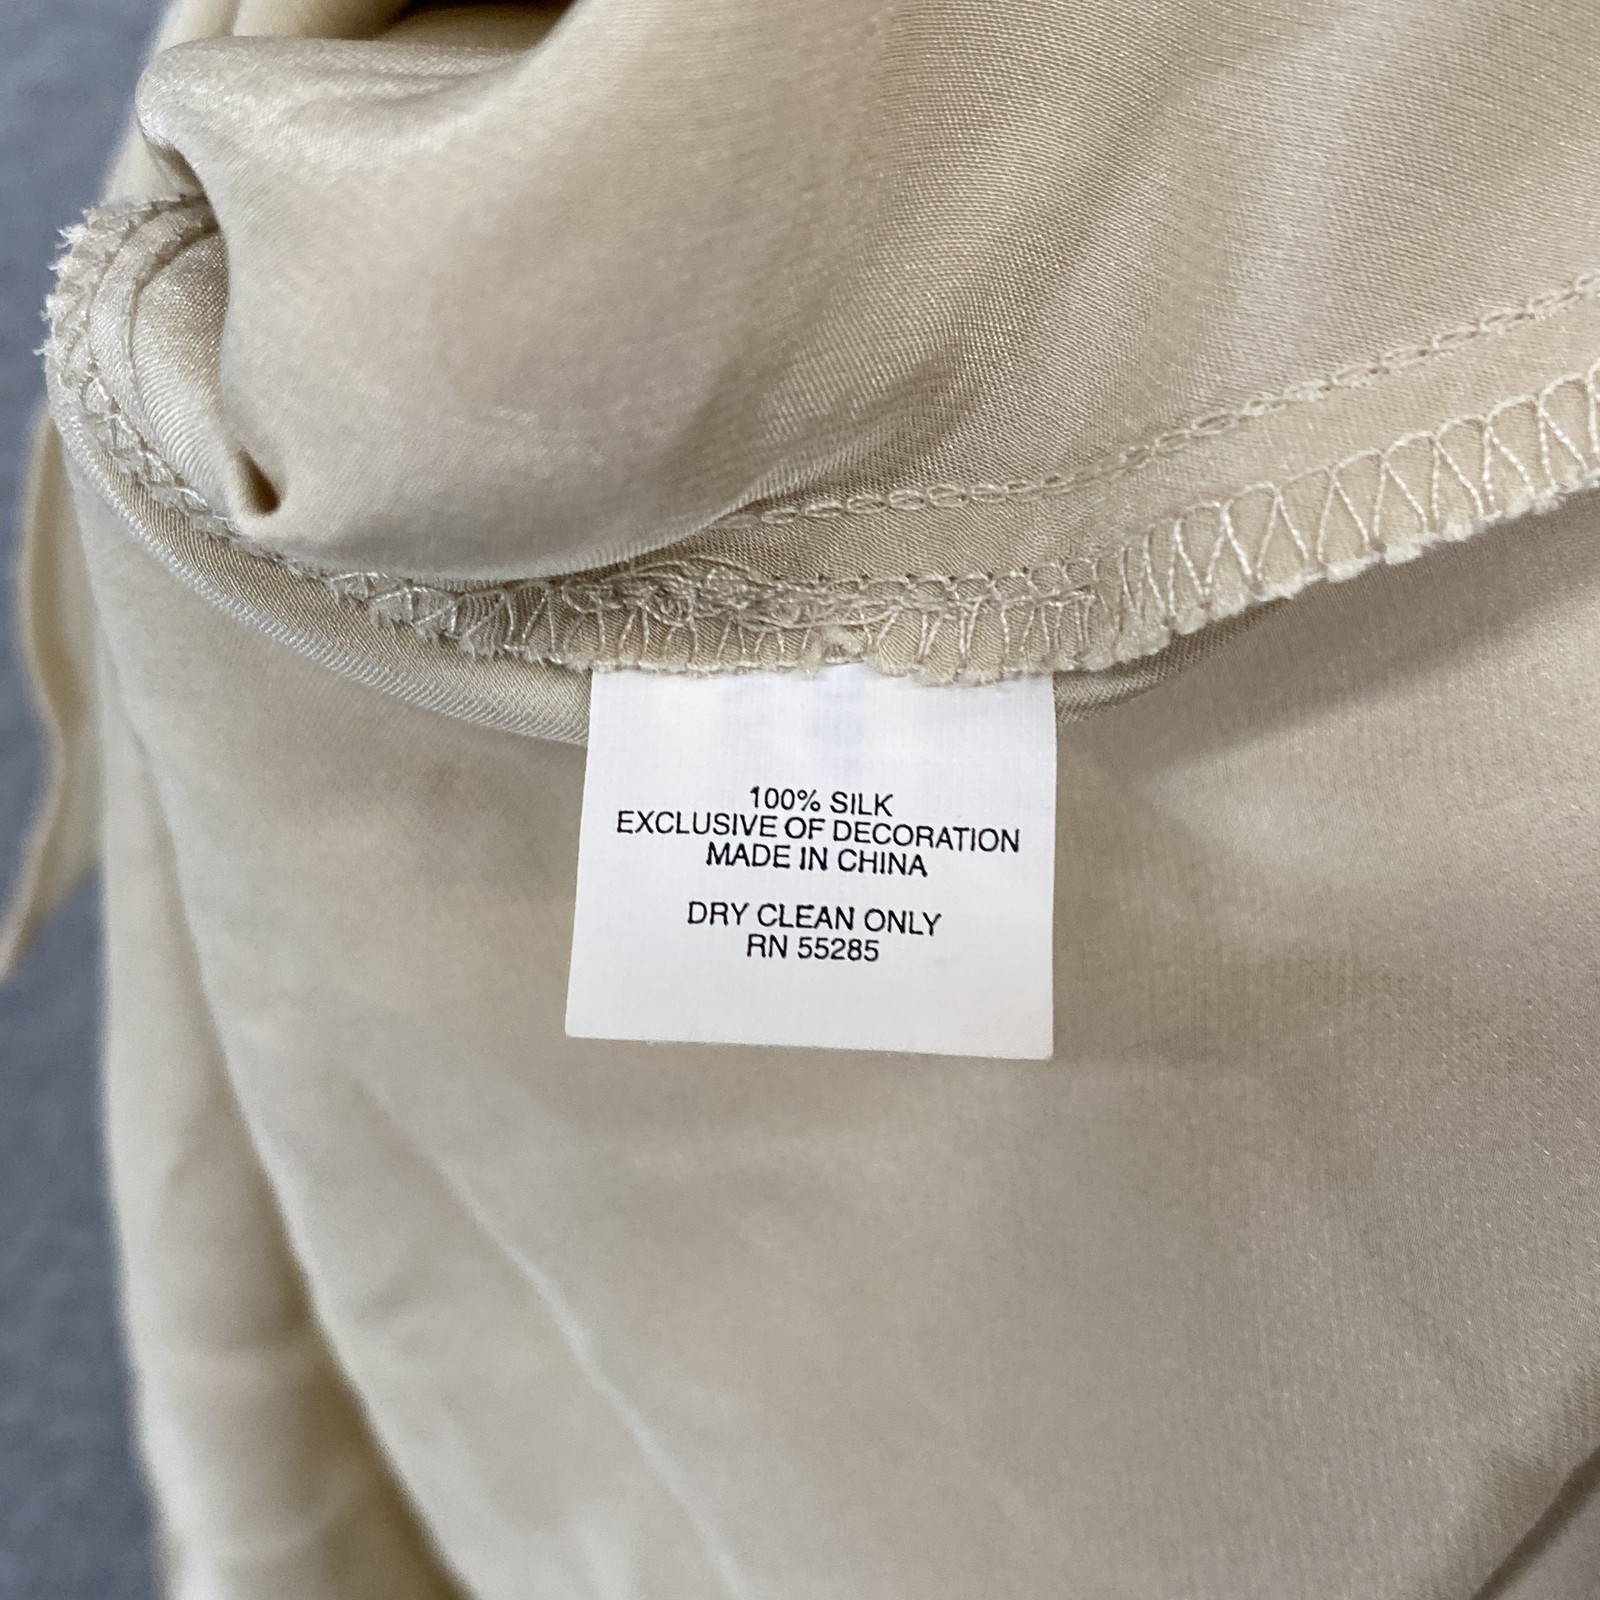 100% SILK
EXCLUSIVE OF DECORATION
MADE IN CHINA
DRY CLEAN ONLY
RN 55285